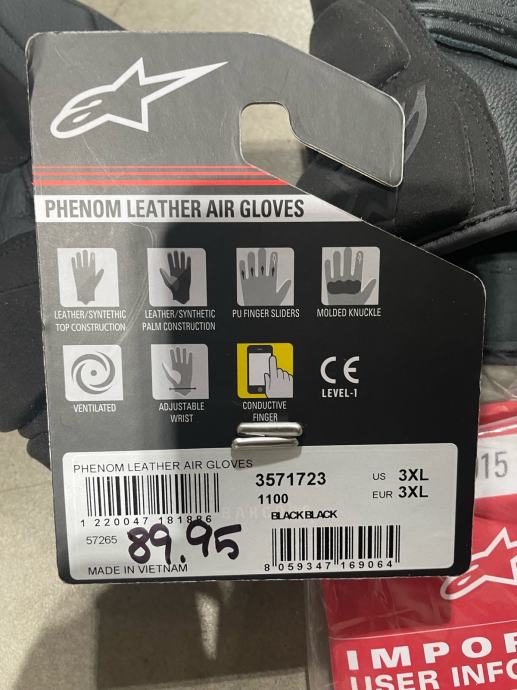 PHENOM LEATHER AIR GLOVES
LEATHER/SYNTHETIC TOP CONSTRUCTION
LEATHER/SYNTHETIC PALM CONSTRUCTION
PU FINGER SLIDERS
MOLDED KNUCKLE
VENTILATED
ADJUSTABLE WRIST
CONDUCTIVE FINGER
CE
LEVEL-1
PHENOM LEATHER AIR GLOVES
3571723
US 3XL
1100
EUR 3XL
BLACK BLACK
1 220047 181886
57265
89.95
MADE IN VIETNAM
8 059347 169064
015
USER INFO